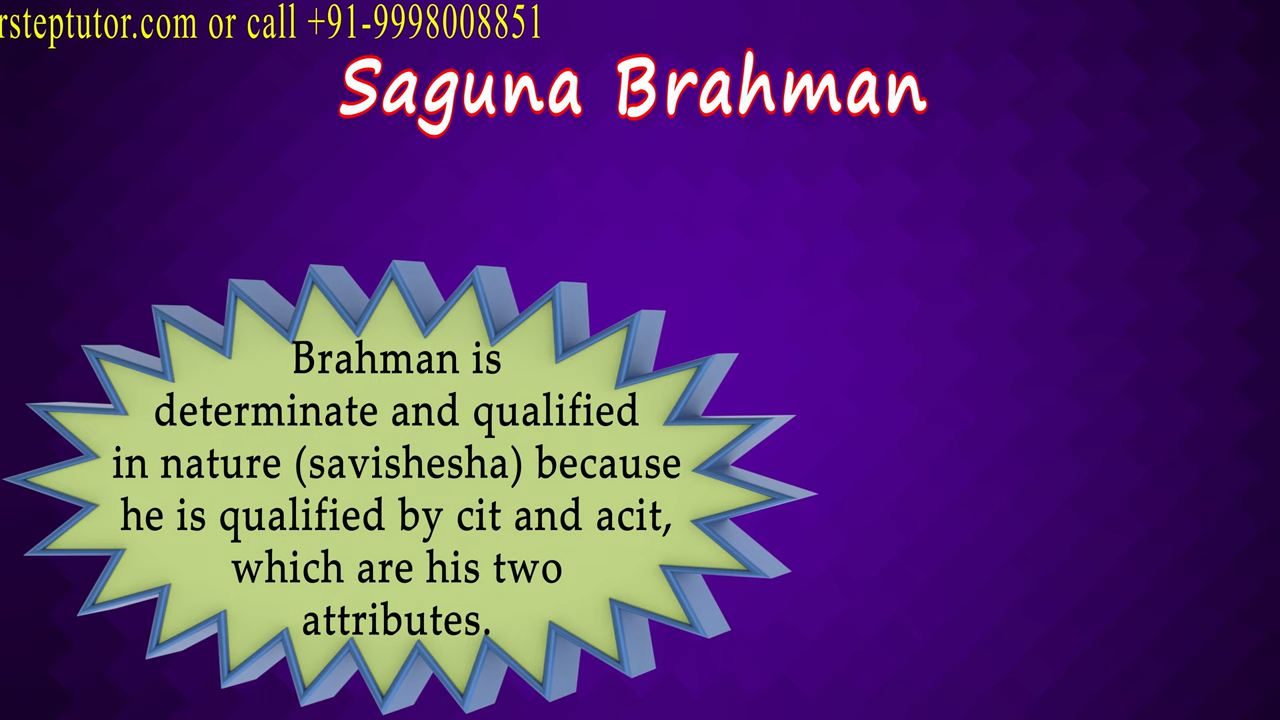 rsteptutor.com or call +91-9998008851
Saguna Brahman
Brahman is
determinate and qualified
in nature (savishesha) because
he is qualified by cit and acit,
which are his two
attributes.